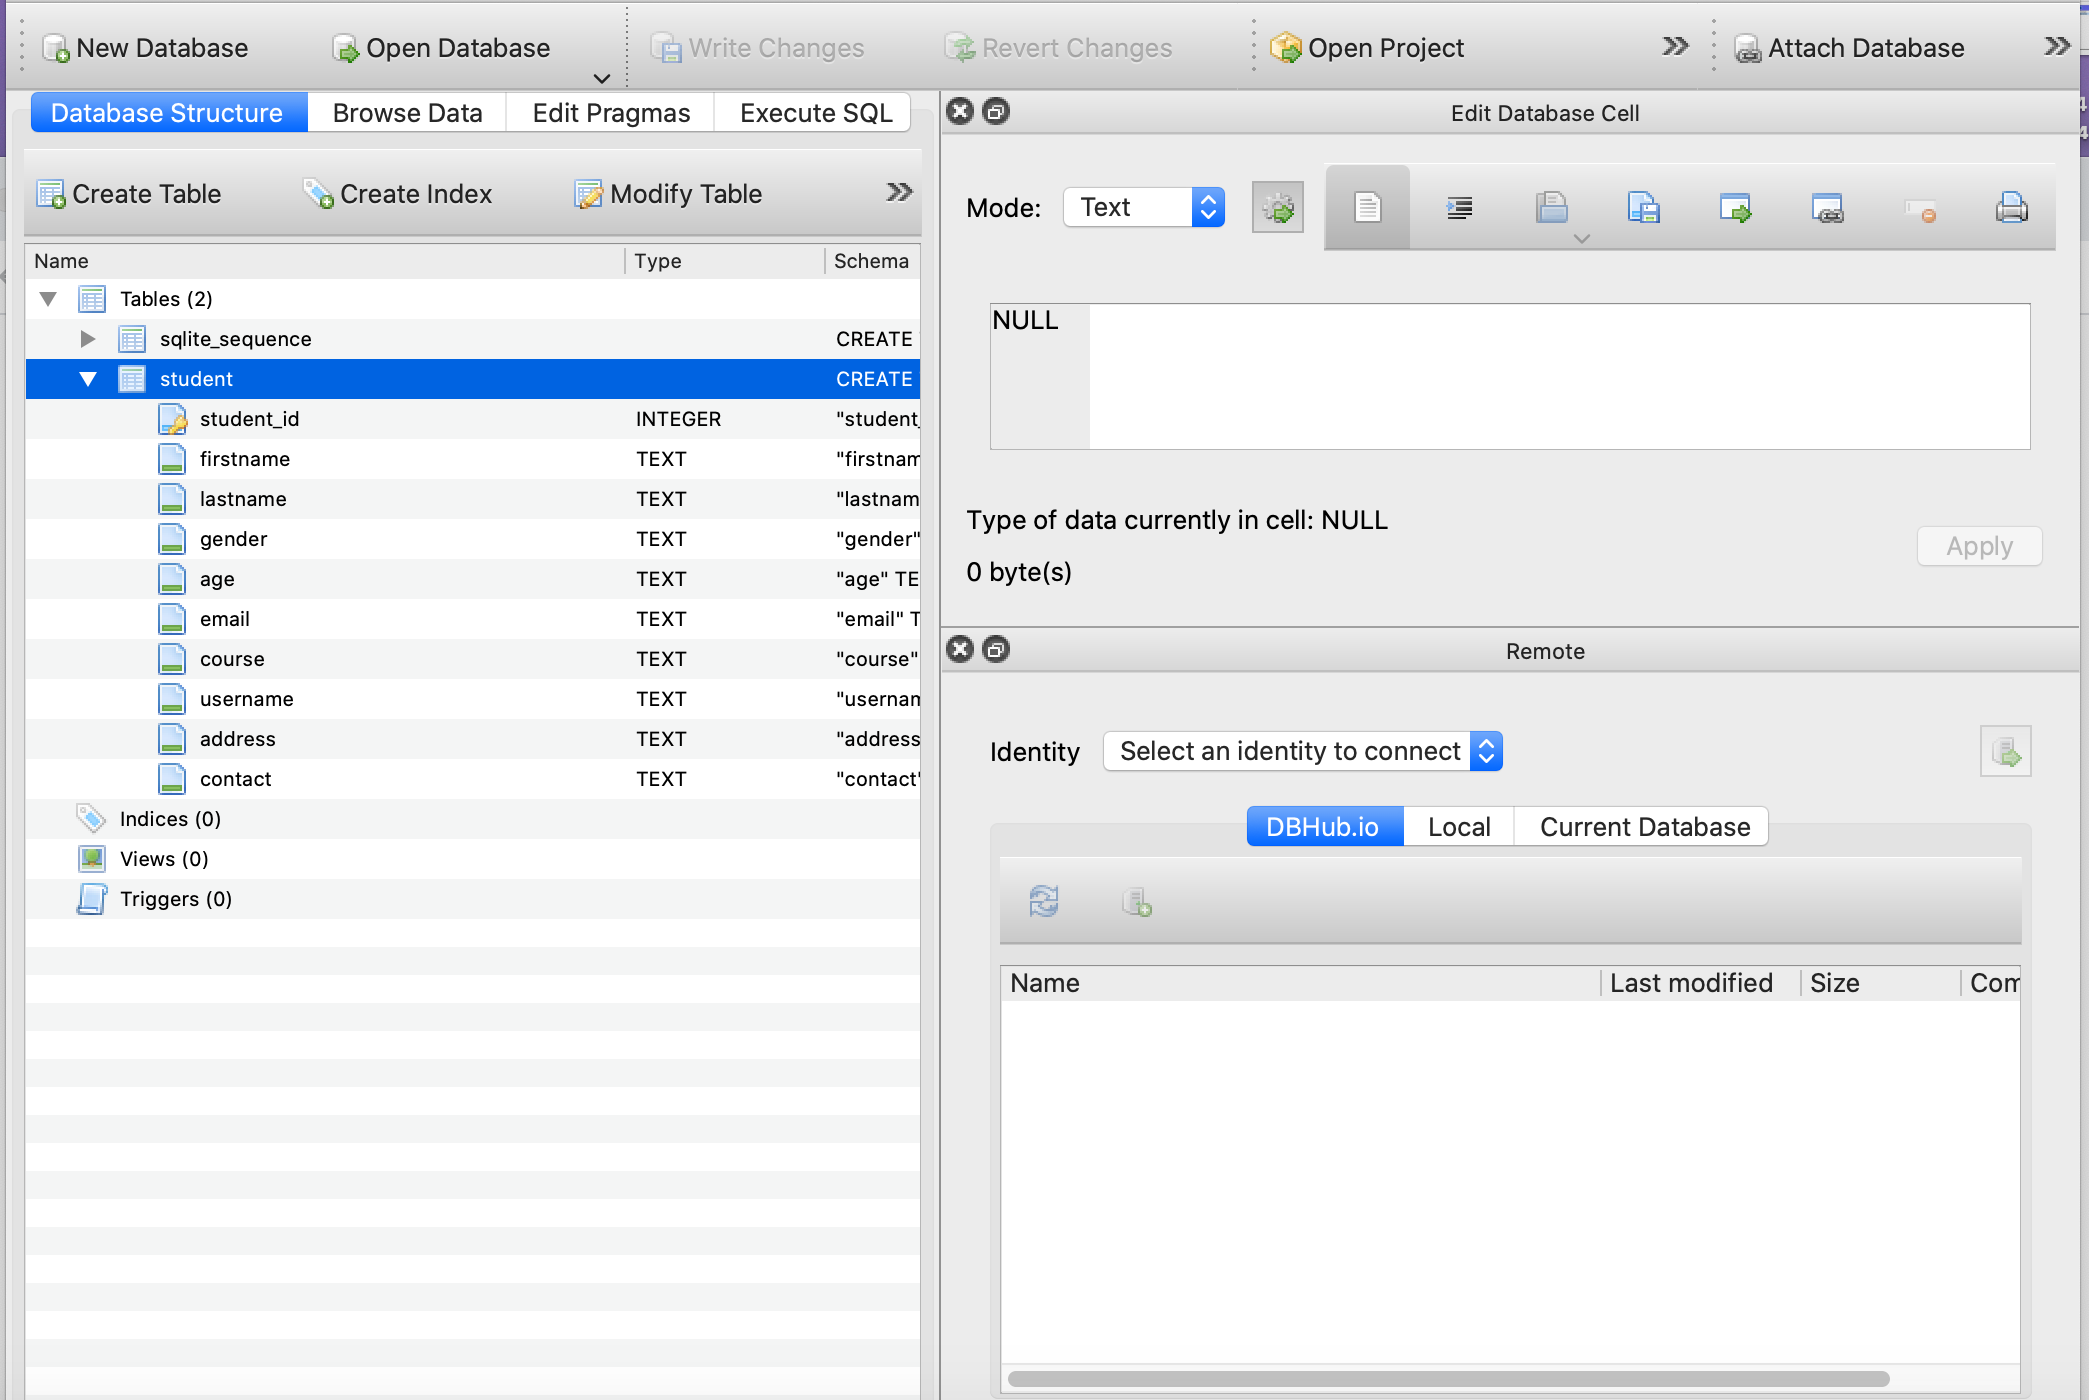 New Database
Open Database
Write Changes
Revert Changes
Open Project
Attach Database
Database Structure
Browse Data
Edit Pragmas
Execute SQL
Create Table
Create Index
Modify Table
Name Type Schema
Tables (2)
sqlite_sequence CREATE
student CREATE
student_id INTEGER "student_
firstname TEXT "firstnam
lastname TEXT "lastnam
gender TEXT "gender"
age TEXT "age" TE
email TEXT "email" T
course TEXT "course"
username TEXT "usernam
address TEXT "address
contact TEXT "contact"
Indices (0)
Views (0)
Triggers (0)
Edit Database Cell
Mode: Text
NULL
Type of data currently in cell: NULL
0 byte(s)
Apply
Remote
Identity Select an identity to connect
DBHub.io
Local
Current Database
Name Last modified Size Com